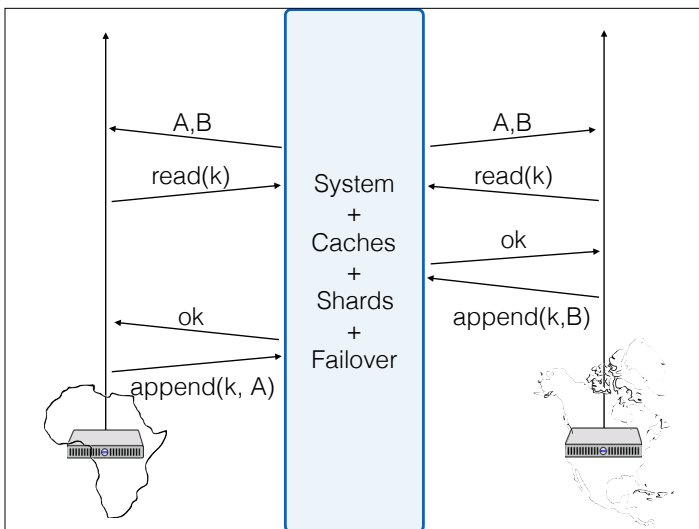 A,B
A,B
read(k)
read(k)
System
+
Caches
+
Shards
+
Failover
ok
append(k,B)
ok
append(k, A)